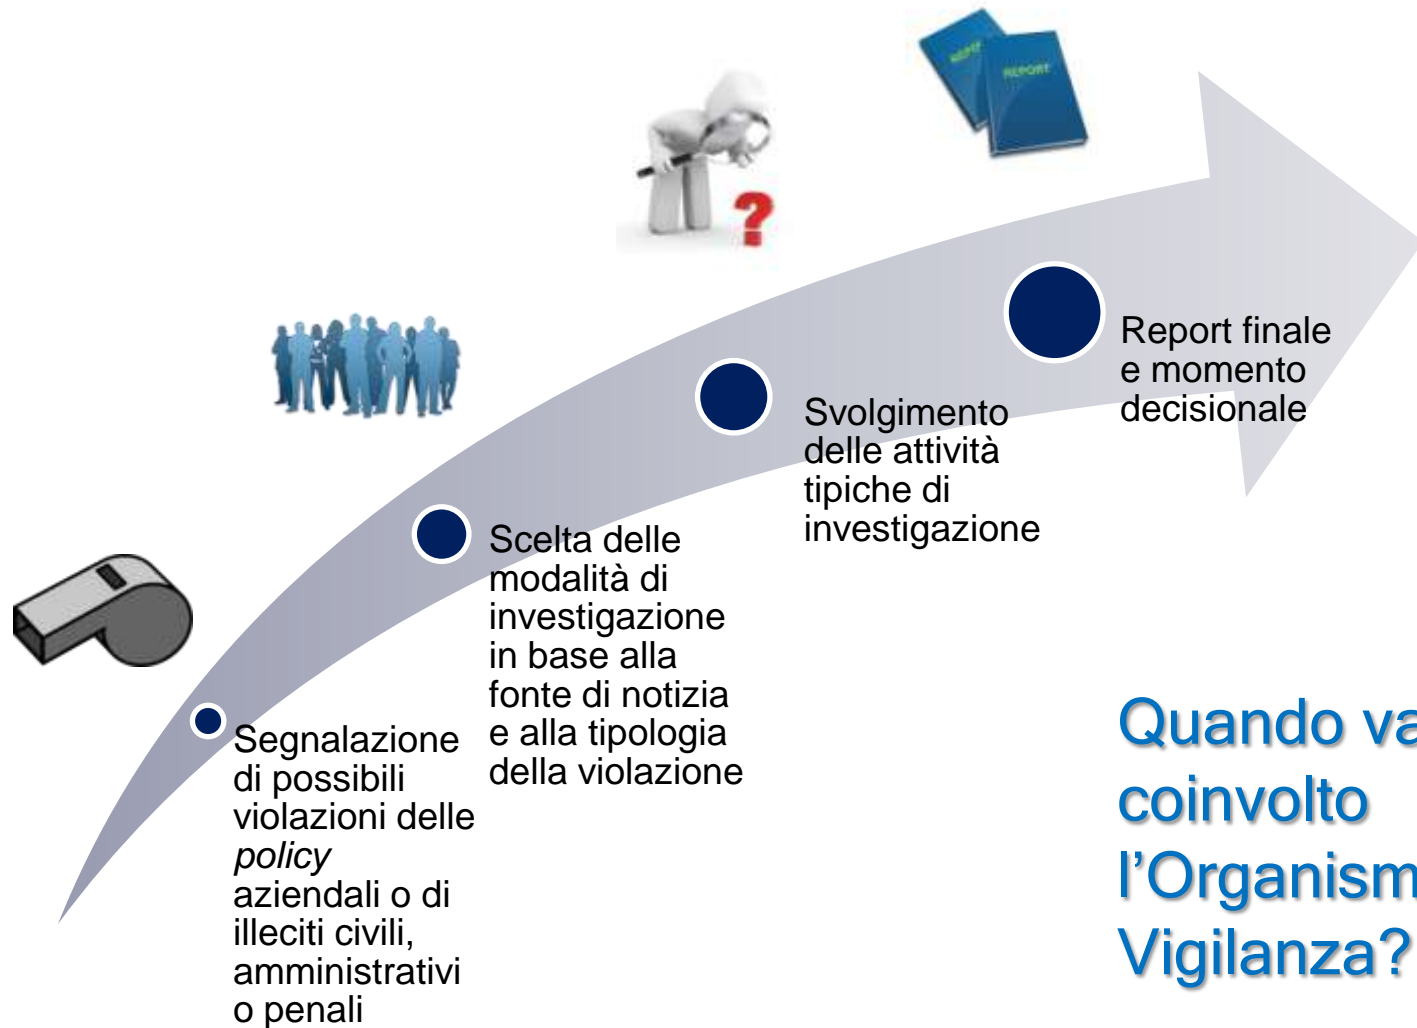 REPORT
Report finale
e momento
decisionale
Svolgimento
delle attività
tipiche di
investigazione
Scelta delle
modalità di
investigazione
in base alla
fonte di notizia
e alla tipologia
della violazione
Segnalazione
di possibili
violazioni delle
policy
aziendali o di
illeciti civili,
amministrativi
o penali
Quando va
coinvolto
l’Organism
Vigilanza?